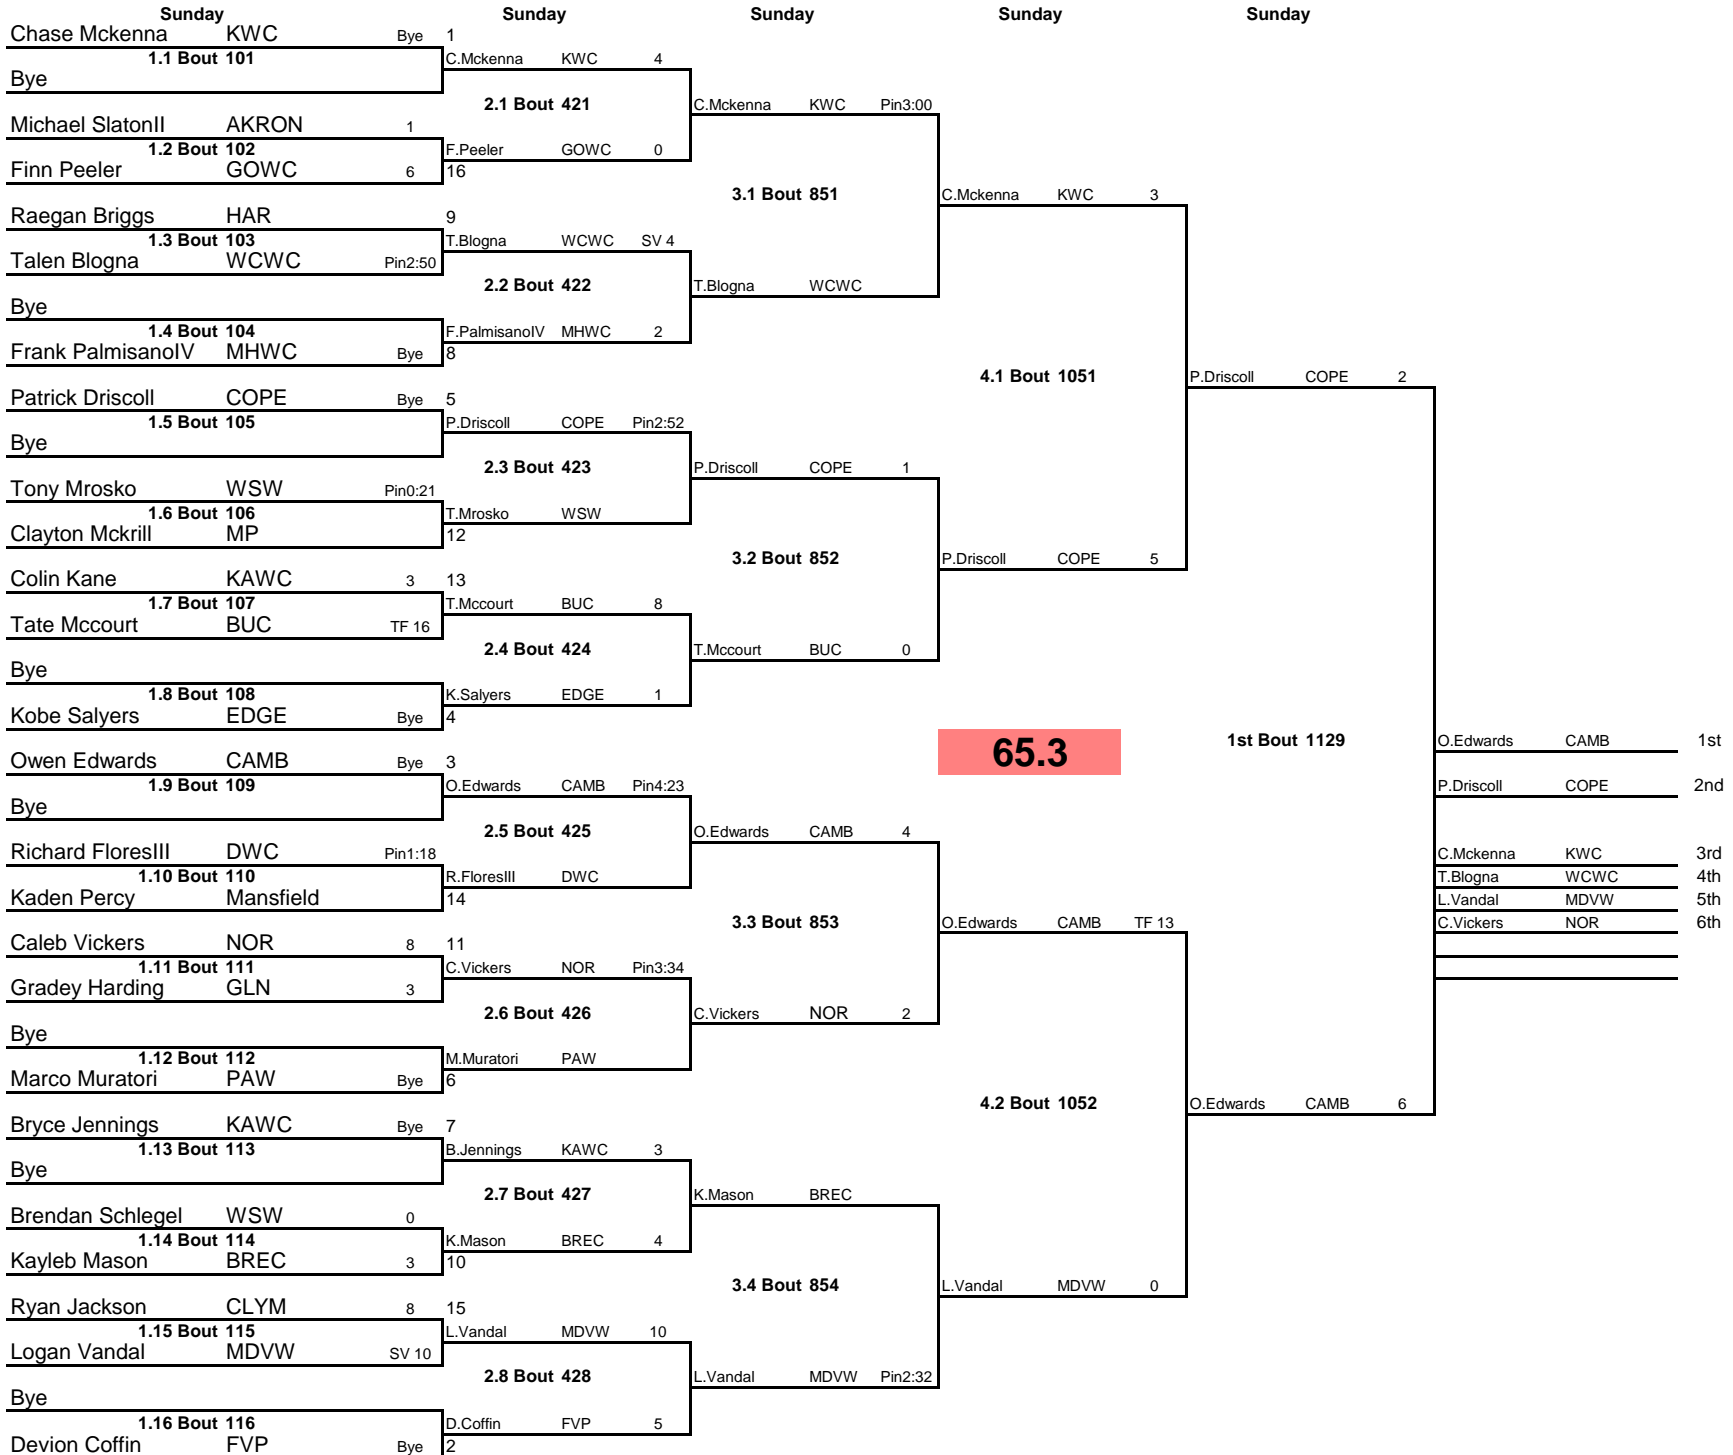 Sunday Sunday Sunday Sunday Sunday
Chase Mckenna KWC Bye 1
1.1 Bout 101 C.Mckenna KWC 4
Bye
2.1 Bout 421 C.Mckenna KWC Pin3:00
Michael SlatonII AKRON 1
1.2 Bout 102 F.Peeler GOWC 0
Finn Peeler GOWC 6 16
3.1 Bout 851 C.Mckenna KWC 3
Raegan Briggs HAR 9
1.3 Bout 103 T.Blogna WCWC SV 4
Talen Blogna WCWC Pin2:50
2.2 Bout 422 T.Blogna WCWC
Bye
1.4 Bout 104 F.PalmisanoIV MHWC 2
Frank PalmisanoIV MHWC Bye 8
4.1 Bout 1051 P.Driscoll COPE 2
Patrick Driscoll COPE Bye 5
1.5 Bout 105 P.Driscoll COPE Pin2:52
Bye
2.3 Bout 423 P.Driscoll COPE 1
Tony Mrosko WSW Pin0:21
1.6 Bout 106 T.Mrosko WSW
Clayton Mckrill MP 12
3.2 Bout 852 P.Driscoll COPE 5
Colin Kane KAWC 3 13
1.7 Bout 107 T.Mccourt BUC 8
Tate Mccourt BUC TF 16
2.4 Bout 424 T.Mccourt BUC 0
Bye
1.8 Bout 108 K.Salyers EDGE 1
Kobe Salyers EDGE Bye 4
65.3 1st Bout 1129 O.Edwards CAMB 1st
Owen Edwards CAMB Bye 3
1.9 Bout 109 O.Edwards CAMB Pin4:23 P.Driscoll COPE 2nd
Bye
2.5 Bout 425 O.Edwards CAMB 4
Richard FloresIII DWC Pin1:18 C.Mckenna KWC 3rd
1.10 Bout 110 R.FloresIII DWC T.Blogna WCWC 4th
Kaden Percy Mansfield 14 L.Vandal MDVW 5th
3.3 Bout 853 O.Edwards CAMB TF 13 C.Vickers NOR 6th
Caleb Vickers NOR 8 11
1.11 Bout 111 C.Vickers NOR Pin3:34
Gradey Harding GLN 3
2.6 Bout 426 C.Vickers NOR 2
Bye
1.12 Bout 112 M.Muratori PAW
Marco Muratori PAW Bye 6
4.2 Bout 1052 O.Edwards CAMB 6
Bryce Jennings KAWC Bye 7
1.13 Bout 113 B.Jennings KAWC 3
Bye
2.7 Bout 427 K.Mason BREC
Brendan Schlegel WSW 0
1.14 Bout 114 K.Mason BREC 4
Kayleb Mason BREC 3 10
3.4 Bout 854 L.Vandal MDVW 0
Ryan Jackson CLYM 8 15
1.15 Bout 115 L.Vandal MDVW 10
Logan Vandal MDVW SV 10
2.8 Bout 428 L.Vandal MDVW Pin2:32
Bye
1.16 Bout 116 D.Coffin FVP 5
Devion Coffin FVP Bye 2